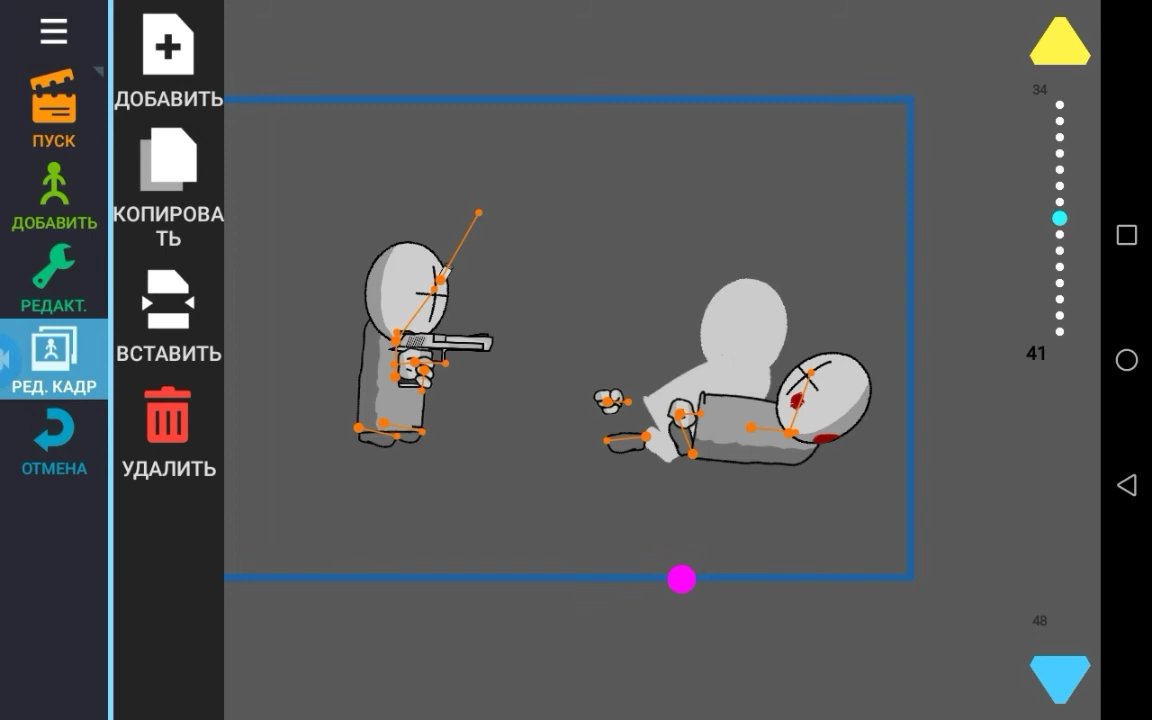 ПУСК
ДОБАВИТЬ
РЕДАКТ.
РЕД. КАДР
ОТМЕНА
ДОБАВИТЬ
КОПИРОВА
ТЬ
ВСТАВИТЬ
УДАЛИТЬ
34
41
48